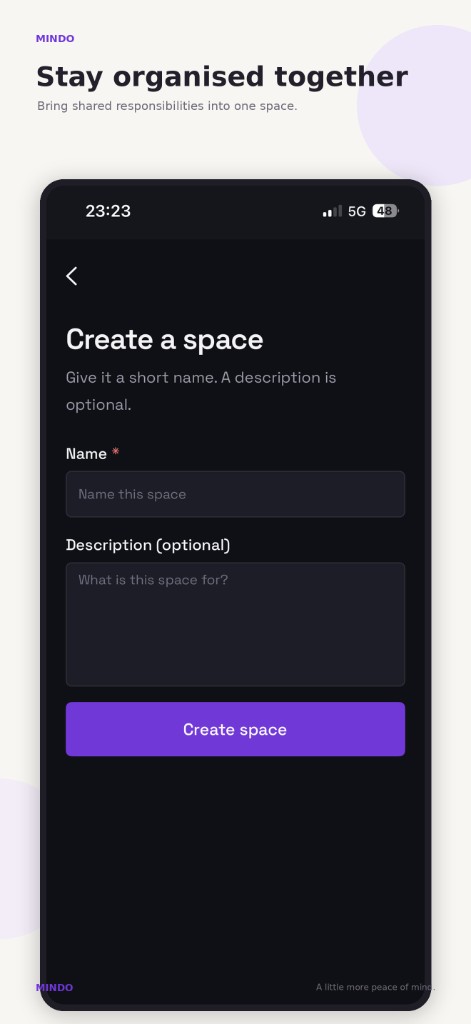 MINDO
Stay organised together
Bring shared responsibilities into one space.
23:23
5G
48
Create a space
Give it a short name. A description is
optional.
Name *
Name this space
Description (optional)
What is this space for?
Create space
MINDO
A little more peace of mind.